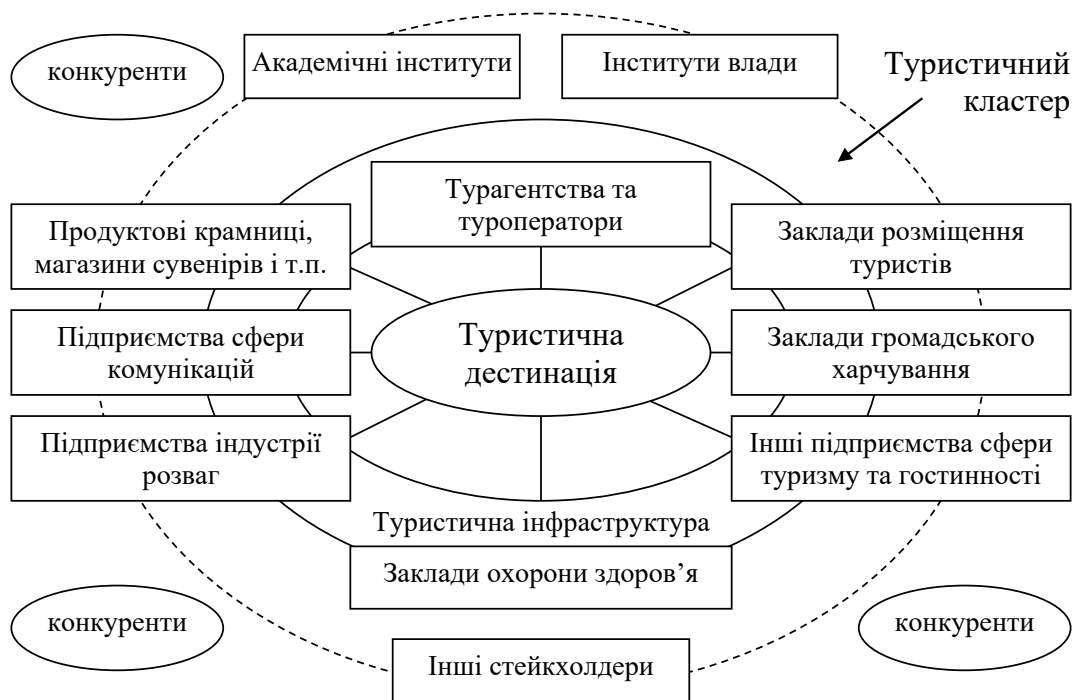 конкуренти
Академічні інститути
Інститути влади
Туристичний
кластер
Турагентства та
туроператори
Продуктові крамниці,
магазини сувенірів і т.п.
Заклади розміщення
туристів
Підприємства сфери
комунікацій
Туристична
дестинація
Заклади громадського
харчування
Підприємства індустрії
розваг
Інші підприємства сфери
туризму та гостинності
Туристична інфраструктура
Заклади охорони здоров’я
конкуренти
конкуренти
Інші стейкхолдери